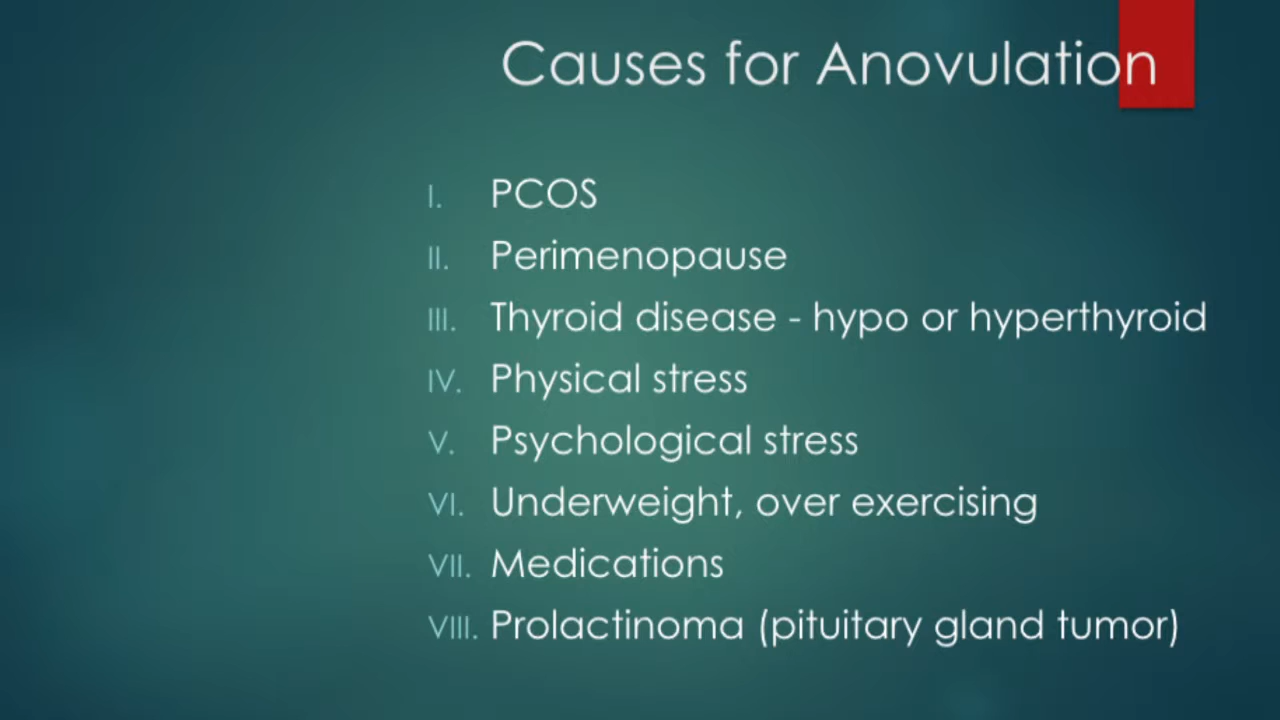 Causes for Anovulation
I. PCOS
II. Perimenopause
III. Thyroid disease - hypo or hyperthyroid
IV. Physical stress
V. Psychological stress
VI. Underweight, over exercising
VII. Medications
VIII. Prolactinoma (pituitary gland tumor)